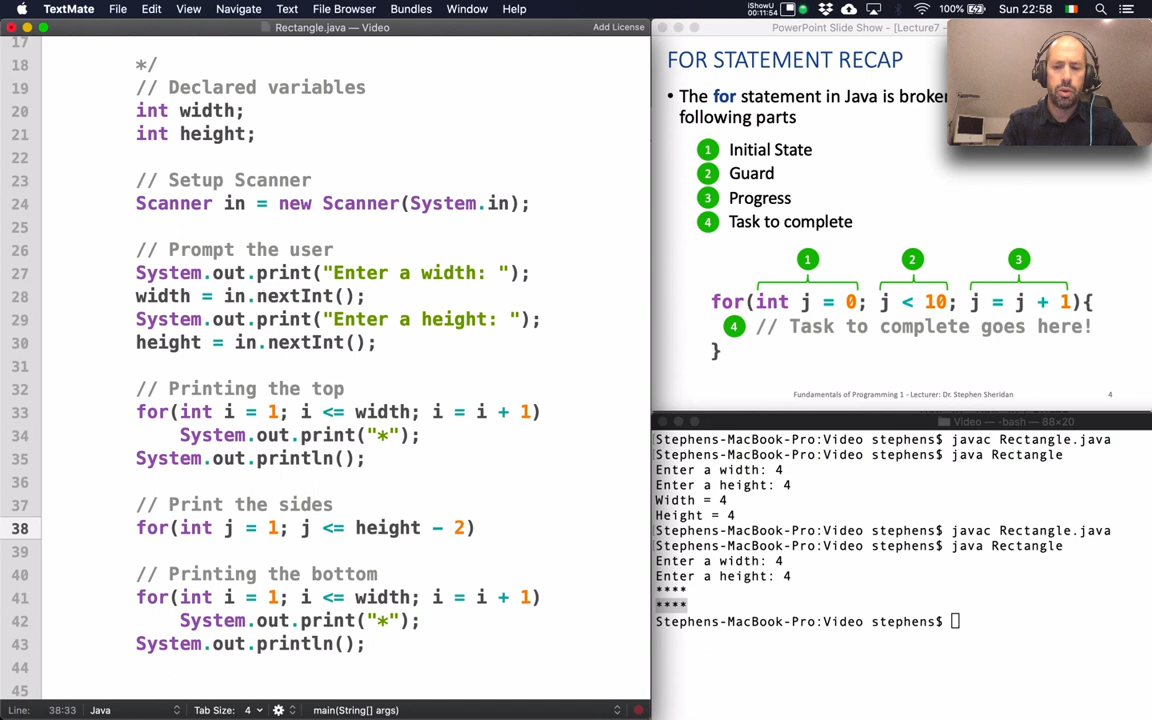 TextMate File Edit View Navigate Text File Browser Bundles Window Help
iShowU
00:11:54
100% Sun 22:58
Rectangle.java — Video
Add License
PowerPoint Slide Show - [Lecture7 -
17
18 */
19 // Declared variables
20 int width;
21 int height;
22
23 // Setup Scanner
24 Scanner in = new Scanner(System.in);
25
26 // Prompt the user
27 System.out.print("Enter a width: ");
28 width = in.nextInt();
29 System.out.print("Enter a height: ");
30 height = in.nextInt();
31
32 // Printing the top
33 for(int i = 1; i <= width; i = i + 1)
34 System.out.print("*");
35 System.out.println();
36
37 // Print the sides
38 for(int j = 1; j <= height - 2)
39
40 // Printing the bottom
41 for(int i = 1; i <= width; i = i + 1)
42 System.out.print("*");
43 System.out.println();
44
45
Line: 38:33 Java Tab Size: 4 main(String[] args)
FOR STATEMENT RECAP
• The for statement in Java is broken
following parts
1 Initial State
2 Guard
3 Progress
4 Task to complete
1 2 3
for(int j = 0; j < 10; j = j + 1){
4 // Task to complete goes here!
}
Fundamentals of Programming 1 - Lecturer: Dr. Stephen Sheridan 4
Video — -bash — 88×20
Stephens-MacBook-Pro:Video stephens$ javac Rectangle.java
Stephens-MacBook-Pro:Video stephens$ java Rectangle
Enter a width: 4
Enter a height: 4
Width = 4
Height = 4
Stephens-MacBook-Pro:Video stephens$ javac Rectangle.java
Stephens-MacBook-Pro:Video stephens$ java Rectangle
Enter a width: 4
Enter a height: 4
****
****
Stephens-MacBook-Pro:Video stephens$